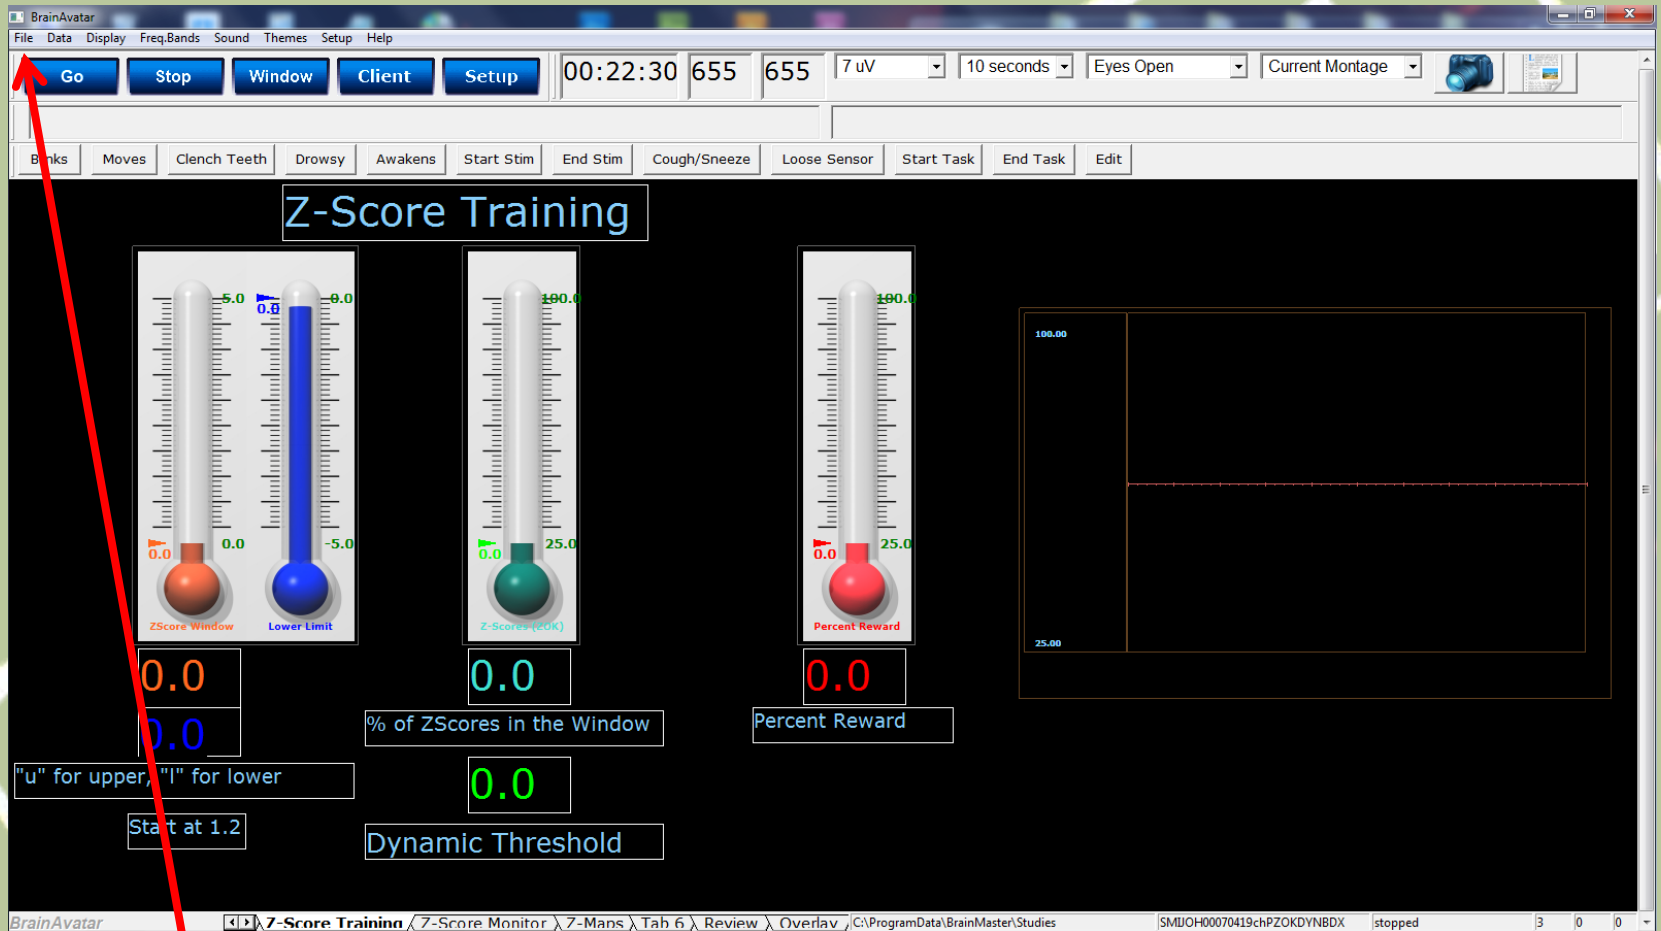 BrainAvatar
File Data Display Freq.Bands Sound Themes Setup Help
Go Stop Window Client Setup 00:22:30 655 655 7 uV 10 seconds Eyes Open Current Montage
Moves Clench Teeth Drowsy Awakens Start Stim End Stim Cough/Sneeze Loose Sensor Start Task End Task Edit
Z-Score Training
5.0 0.0 0.0 100.0 100.0
100.00
0.0 0.0 -5.0 0.0 25.0 0.0 25.0
ZScore Window Lower Limit Z-Scores (ZOK) Percent Reward
25.00
0.0 0.0 0.0
0.0 % of ZScores in the Window Percent Reward
"u" for upper, "l" for lower 0.0
Start at 1.2
Dynamic Threshold
BrainAvatar Z-Score Training Z-Score Monitor Z-Maps Tab 6 Review Overlay C:\ProgramData\BrainMaster\Studies stopped 3 0 0